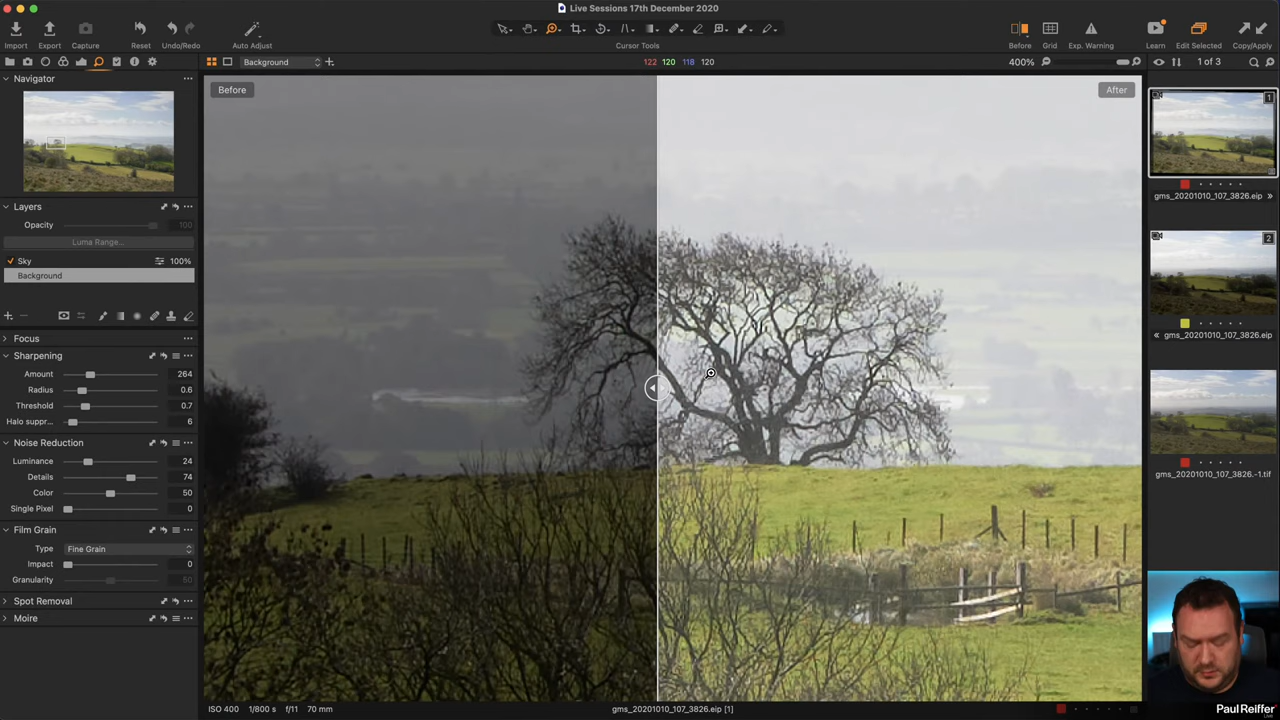 Live Sessions 17th December 2020
Import Export Capture Reset Undo/Redo Auto Adjust Cursor Tools Before Grid Exp. Warning Learn Edit Selected Copy/Apply
Background 122 120 118 120 400% 1 of 3
Navigator
Before After
1
gms_20201010_107_3826.eip
Layers
Opacity 100
Luma Range...
Sky 100%
Background
2
gms_20201010_107_3826.eip
Focus
Sharpening
Amount 264
Radius 0.6
Threshold 0.7
Halo suppr... 6
Noise Reduction
Luminance 24
Details 74
Color 50
Single Pixel 0
gms_20201010_107_3826.-1.tif
Film Grain
Type Fine Grain
Impact 0
Granularity 50
Spot Removal
Moire
ISO 400 1/800 s f/11 70 mm gms_20201010_107_3826.eip [1]
Paul Reiffer
Live